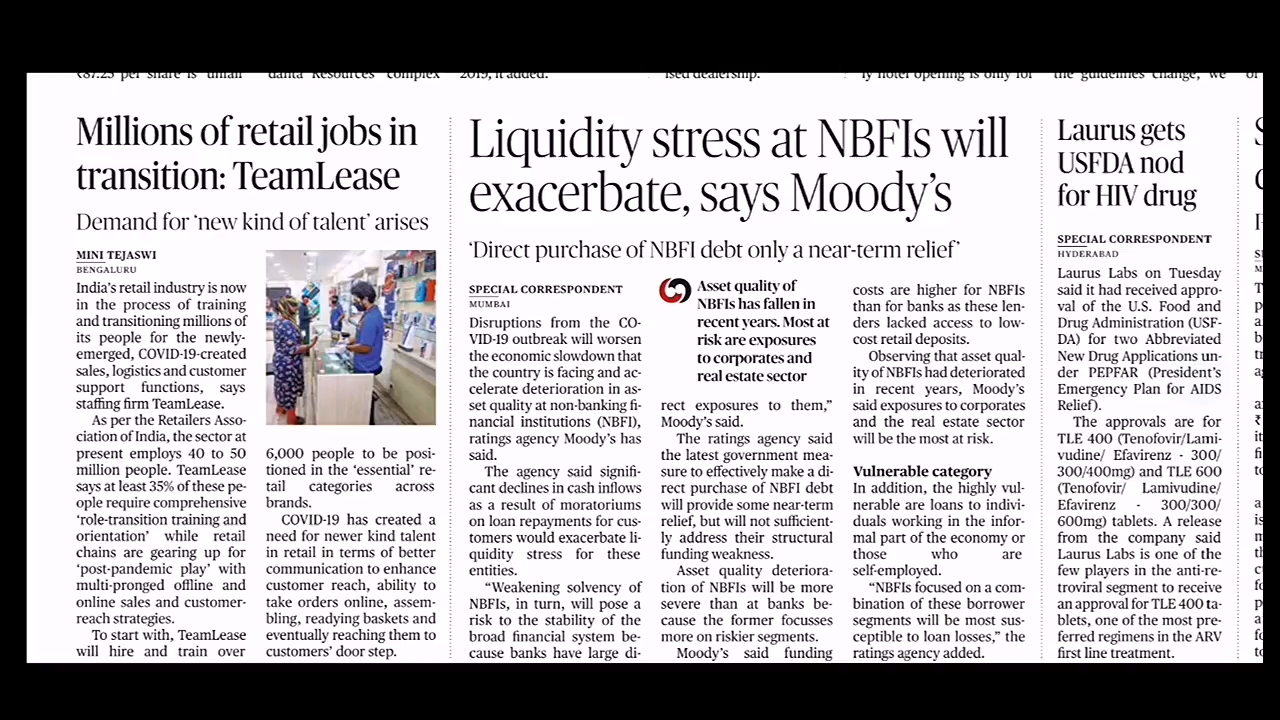 ₹87.25 per share is 'unfair
danta Resources' complex
2019, it added.
ised dealership.
ly hotel opening is only for
the guidelines change, we
Millions of retail jobs in
transition: TeamLease
Demand for 'new kind of talent' arises
MINI TEJASWI
BENGALURU
India's retail industry is now
in the process of training
and transitioning millions of
its people for the newly-
emerged, COVID-19-created
sales, logistics and customer
support functions, says
staffing firm TeamLease.
As per the Retailers Asso-
ciation of India, the sector at
present employs 40 to 50
million people. TeamLease
says at least 35% of these pe-
ople require comprehensive
'role-transition training and
orientation' while retail
chains are gearing up for
'post-pandemic play' with
multi-pronged offline and
online sales and customer-
reach strategies.
To start with, TeamLease
will hire and train over
6,000 people to be posi-
tioned in the 'essential' re-
tail categories across
brands.
COVID-19 has created a
need for newer kind talent
in retail in terms of better
communication to enhance
customer reach, ability to
take orders online, assem-
bling, readying baskets and
eventually reaching them to
customers' door step.
Liquidity stress at NBFIs will
exacerbate, says Moody's
'Direct purchase of NBFI debt only a near-term relief'
SPECIAL CORRESPONDENT
MUMBAI
Disruptions from the CO-
VID-19 outbreak will worsen
the economic slowdown that
the country is facing and ac-
celerate deterioration in as-
set quality at non-banking fi-
nancial institutions (NBFI),
ratings agency Moody's has
said.
The agency said signifi-
cant declines in cash inflows
as a result of moratoriums
on loan repayments for cus-
tomers would exacerbate li-
quidity stress for these
entities.
"Weakening solvency of
NBFIs, in turn, will pose a
risk to the stability of the
broad financial system be-
cause banks have large di-
Asset quality of
NBFIs has fallen in
recent years. Most at
risk are exposures
to corporates and
real estate sector
rect exposures to them,"
Moody's said.
The ratings agency said
the latest government mea-
sure to effectively make a di-
rect purchase of NBFI debt
will provide some near-term
relief, but will not sufficient-
ly address their structural
funding weakness.
Asset quality deteriora-
tion of NBFIs will be more
severe than at banks be-
cause the former focusses
more on riskier segments.
Moody's said funding
costs are higher for NBFIs
than for banks as these len-
ders lacked access to low-
cost retail deposits.
Observing that asset qual-
ity of NBFIs had deteriorated
in recent years, Moody's
said exposures to corporates
and the real estate sector
will be the most at risk.
Vulnerable category
In addition, the highly vul-
nerable are loans to indivi-
duals working in the infor-
mal part of the economy or
those who are
self-employed.
"NBFIs focused on a com-
bination of these borrower
segments will be most sus-
ceptible to loan losses," the
ratings agency added.
Laurus gets
USFDA nod
for HIV drug
SPECIAL CORRESPONDENT
HYDERABAD
Laurus Labs on Tuesday
said it had received appro-
val of the U.S. Food and
Drug Administration (USF-
DA) for two Abbreviated
New Drug Applications un-
der PEPFAR (President's
Emergency Plan for AIDS
Relief).
The approvals are for
TLE 400 (Tenofovir/Lami-
vudine/ Efavirenz - 300/
300/400mg) and TLE 600
(Tenofovir/ Lamivudine/
Efavirenz - 300/300/
600mg) tablets. A release
from the company said
Laurus Labs is one of the
few players in the anti-re-
troviral segment to receive
an approval for TLE 400 ta-
blets, one of the most pre-
ferred regimens in the ARV
first line treatment.